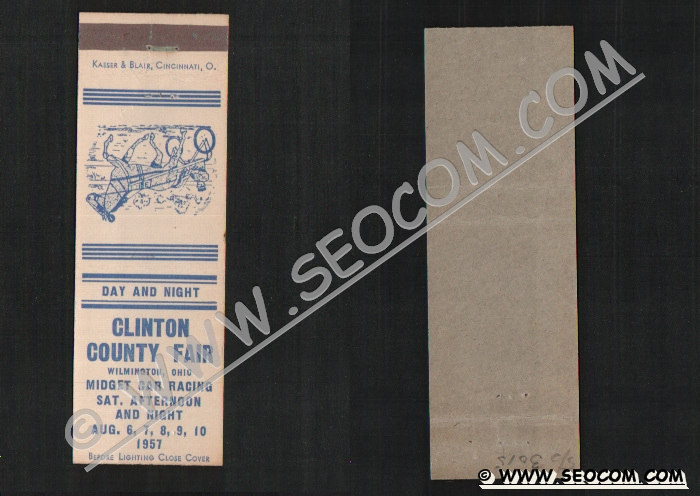 KAESER & BLAIR, CINCINNATI, O.
DAY AND NIGHT
CLINTON
COUNTY FAIR
WILMINGTON, OHIO
MIDGET CAR RACING
SAT. AFTERNOON
AND NIGHT
AUG. 6, 7, 8, 9, 10
1957
BEFORE LIGHTING CLOSE COVER
© WWW.SEOCOM.COM
© WWW.SEOCOM.COM